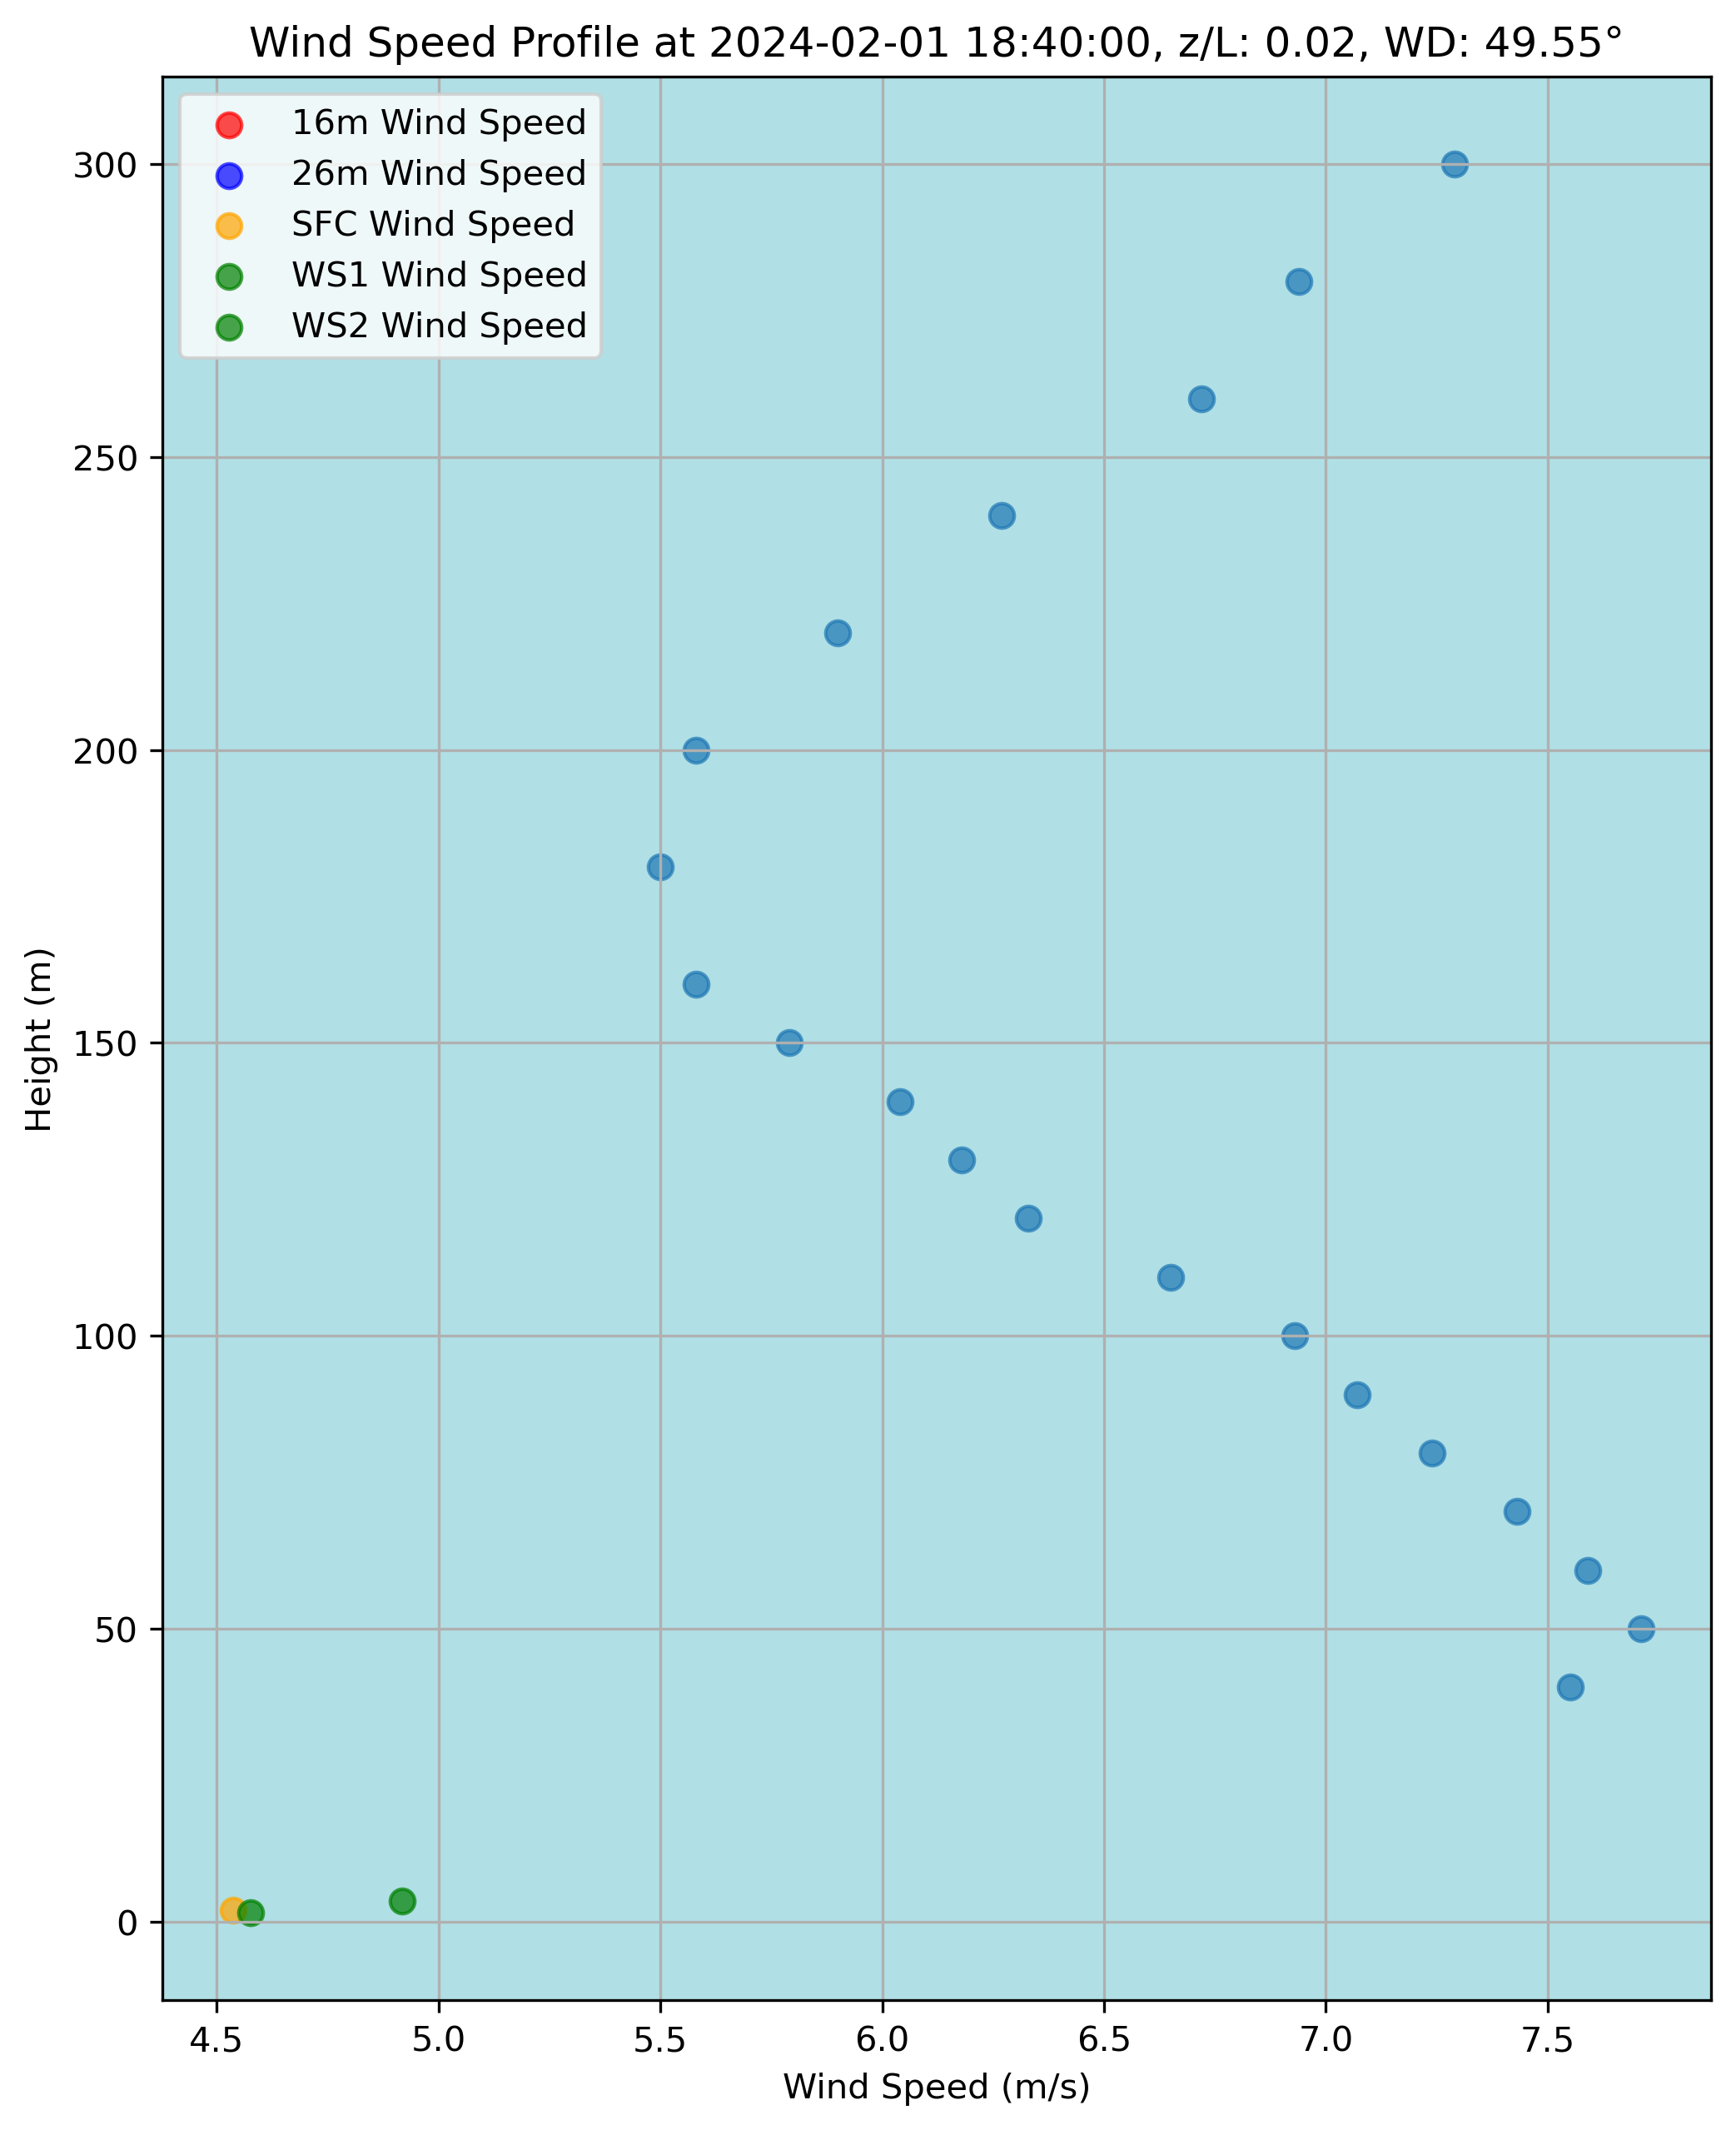 Wind Speed Profile at 2024-02-01 18:40:00, z/L: 0.02, WD: 49.55°
16m Wind Speed
26m Wind Speed
SFC Wind Speed
WS1 Wind Speed
WS2 Wind Speed
300
250
200
150
100
50
0
Height (m)
4.5 5.0 5.5 6.0 6.5 7.0 7.5
Wind Speed (m/s)